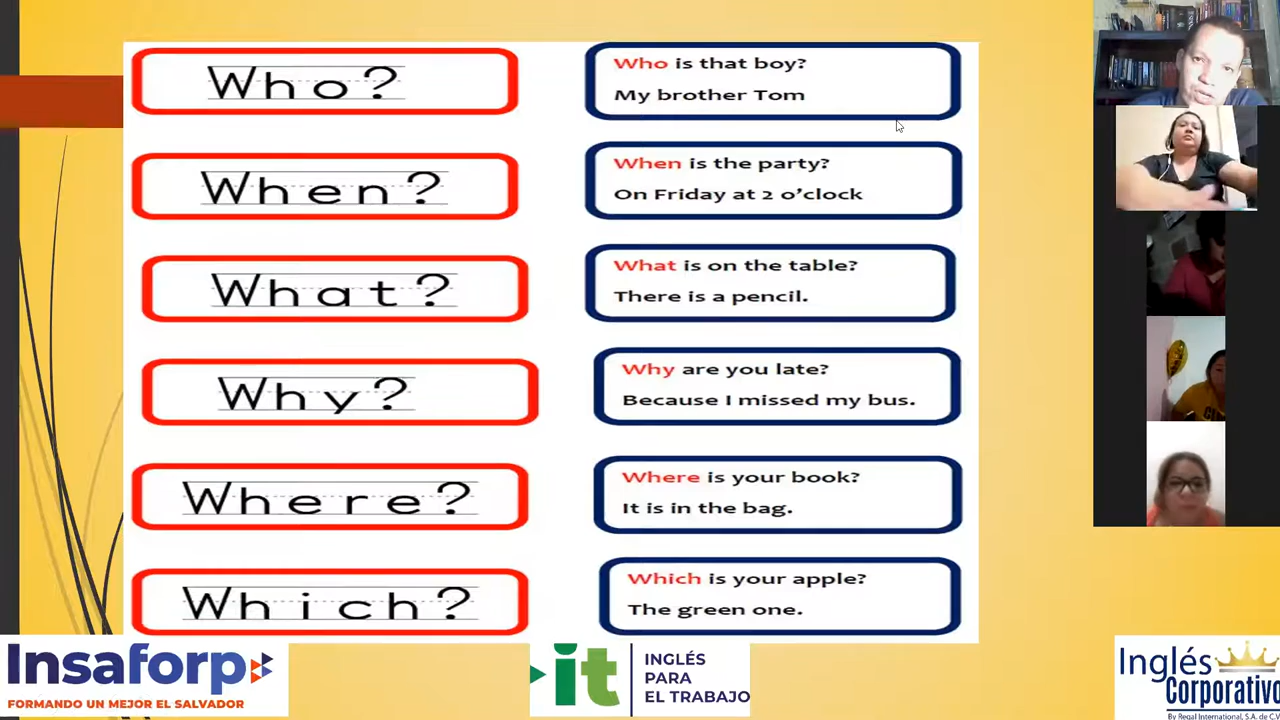 Who?
Who is that boy?
My brother Tom
When?
When is the party?
On Friday at 2 o'clock
What?
What is on the table?
There is a pencil.
Why?
Why are you late?
Because I missed my bus.
Where?
Where is your book?
It is in the bag.
Which?
Which is your apple?
The green one.
Insaforp
FORMANDO UN MEJOR EL SALVADOR
it
INGLÉS
PARA
EL TRABAJO
Inglés
Corporativo
By Regal International, S.A. de C.V.